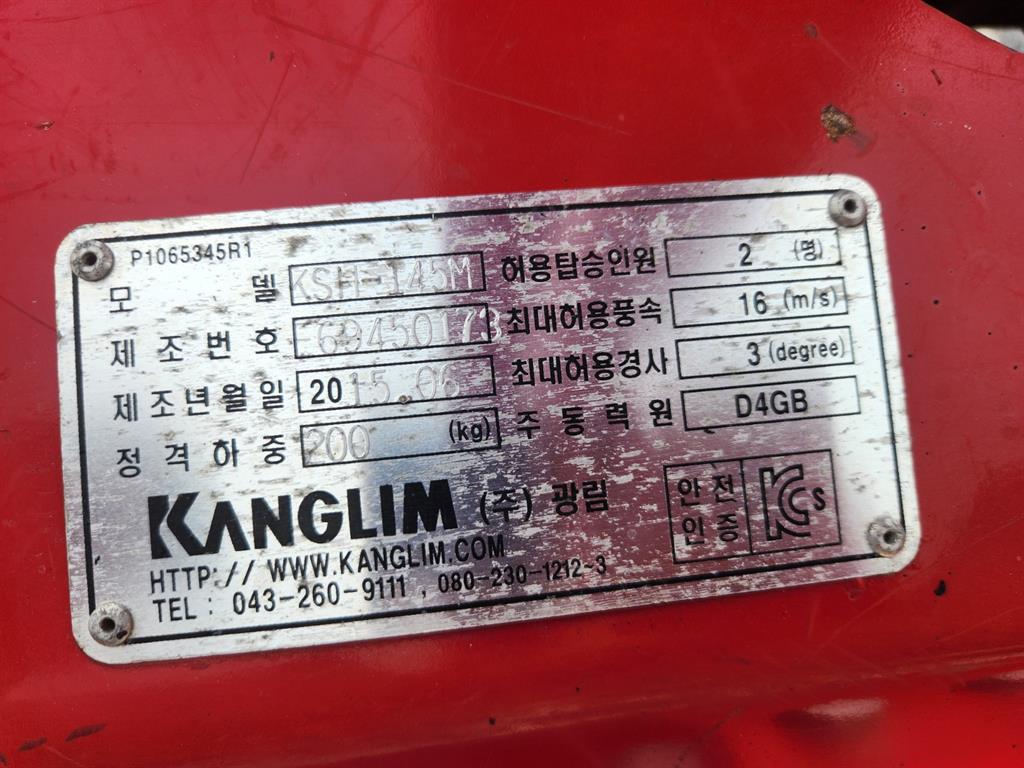 P1065345R1
모 델 KSH-145M 허용탑승인원 2 (명)
제조번호 69450173 최대허용풍속 16 (m/s)
제조년월일 2015.06 최대허용경사 3 (degree)
정격하중 200 (kg) 주동력원 D4GB
KANGLIM (주) 광림
안전
인증
KCs
HTTP://WWW.KANGLIM.COM
TEL : 043-260-9111 , 080-230-1212~3